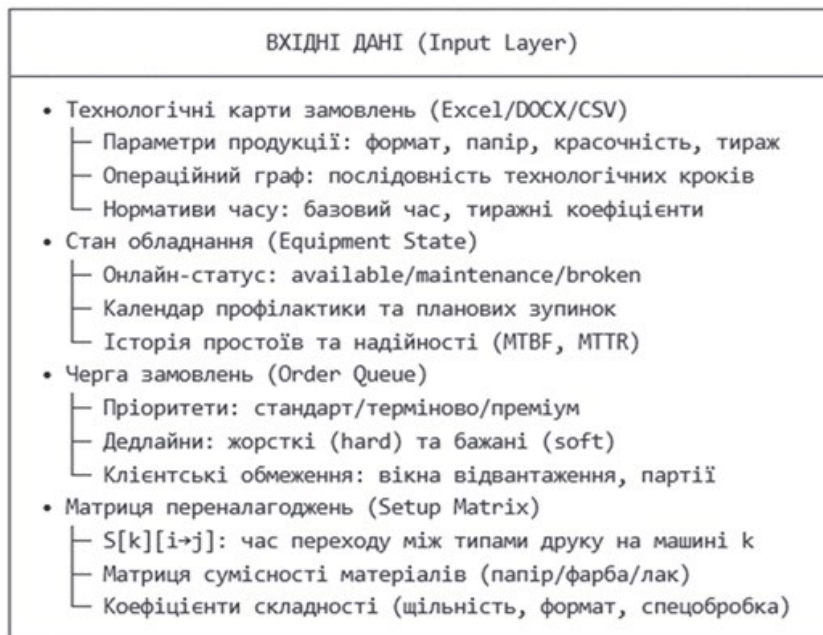 ВХІДНІ ДАНІ (Input Layer)
• Технологічні карти замовлень (Excel/DOCX/CSV)
├─ Параметри продукції: формат, папір, красочність, тираж
├─ Операційний граф: послідовність технологічних кроків
└─ Нормативи часу: базовий час, тиражні коефіцієнти
• Стан обладнання (Equipment State)
├─ Онлайн-статус: available/maintenance/broken
├─ Календар профілактики та планових зупинок
└─ Історія простоїв та надійності (MTBF, MTTR)
• Черга замовлень (Order Queue)
├─ Пріоритети: стандарт/терміново/преміум
├─ Дедлайни: жорсткі (hard) та бажані (soft)
└─ Клієнтські обмеження: вікна відвантаження, партії
• Матриця переналагоджень (Setup Matrix)
├─ S[k][i→j]: час переходу між типами друку на машині k
├─ Матриця сумісності матеріалів (папір/фарба/лак)
└─ Коефіцієнти складності (щільність, формат, спецобробка)